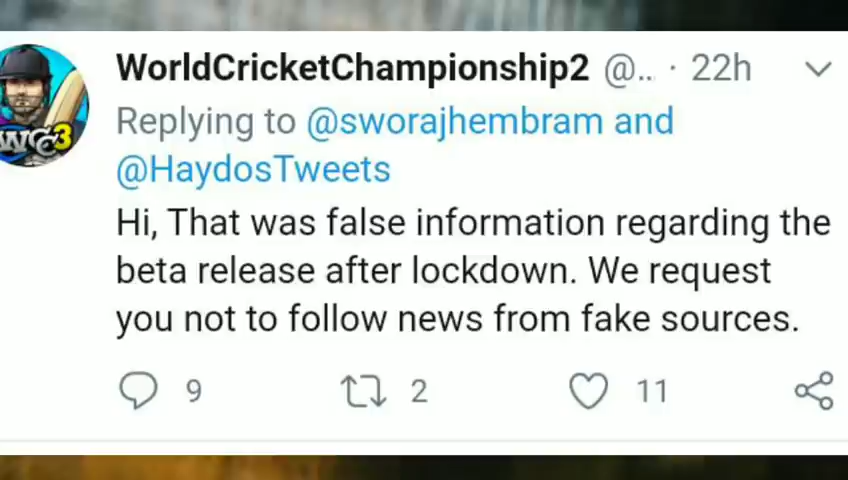 WorldCricketChampionship2 @.. · 22h
Replying to @sworajhembram and
@HaydosTweets
WCC3
Hi, That was false information regarding the
beta release after lockdown. We request
you not to follow news from fake sources.
9 2 11